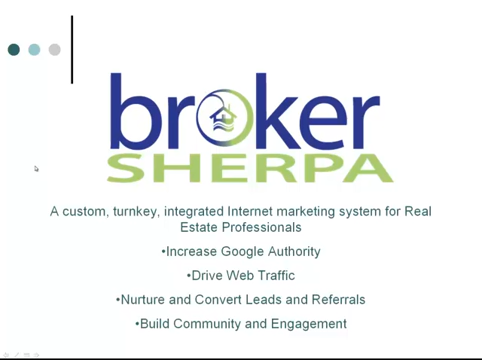 broker
SHERPA
A custom, turnkey, integrated Internet marketing system for Real
Estate Professionals
•Increase Google Authority
•Drive Web Traffic
•Nurture and Convert Leads and Referrals
•Build Community and Engagement